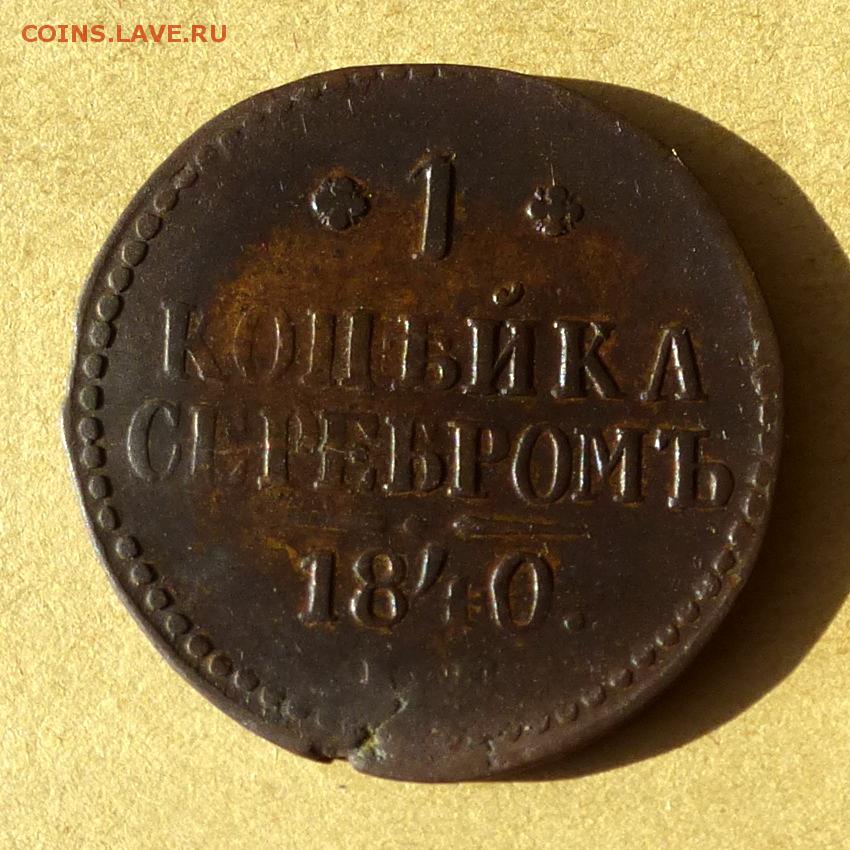 COINS.LAVE.RU
1
КОПѢЙКА
СЕРЕБРОМЪ
1840.